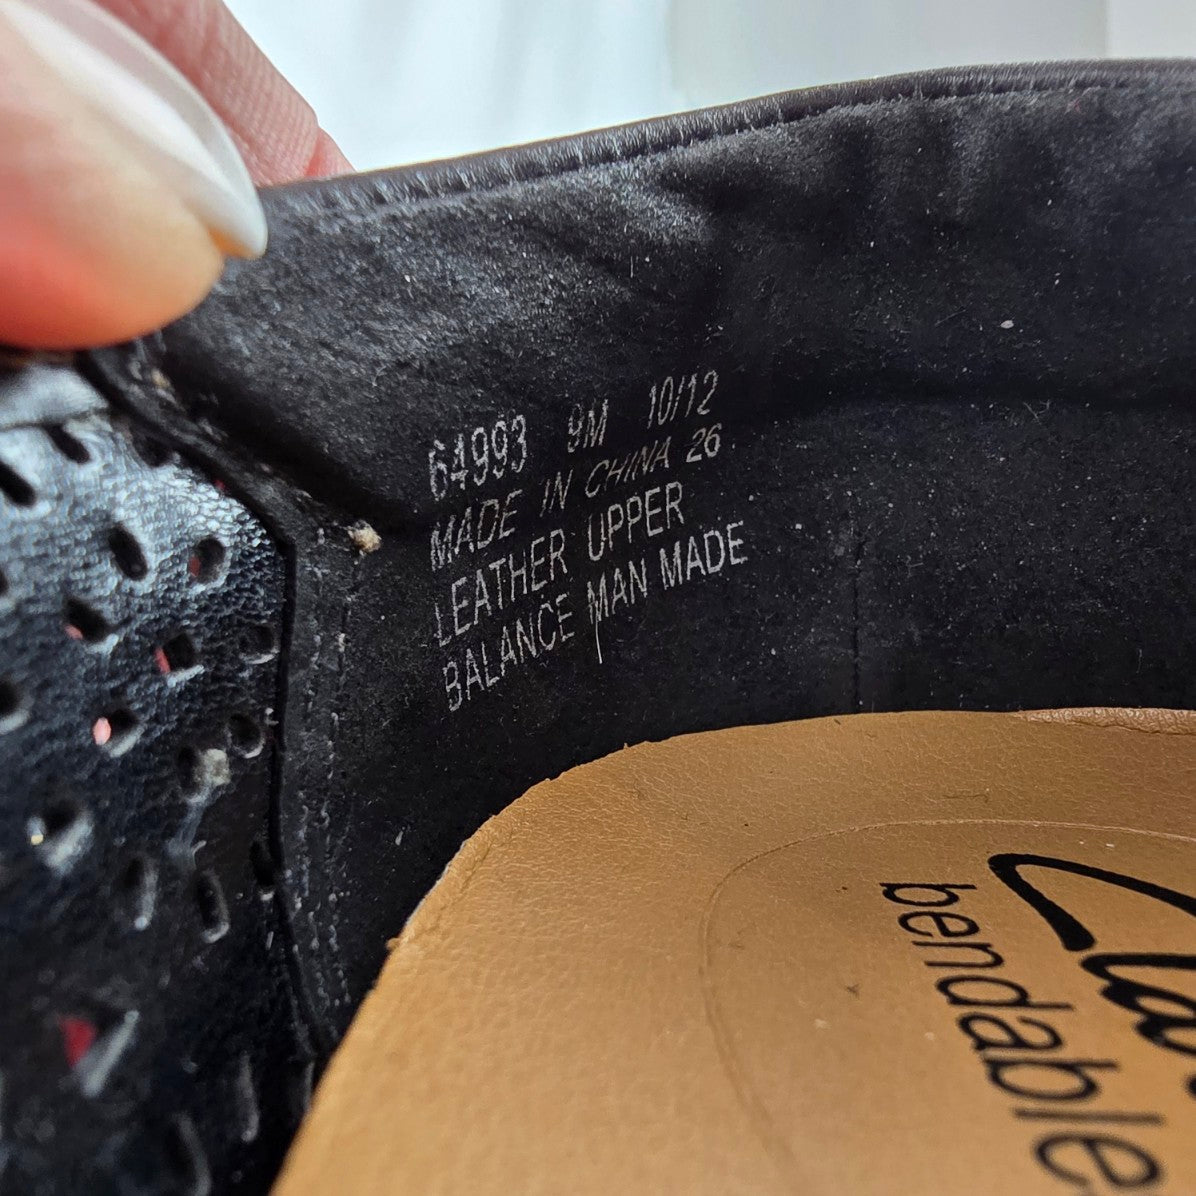 64993 9M 10/12
MADE IN CHINA 26
LEATHER UPPER
BALANCE MAN MADE
bendable